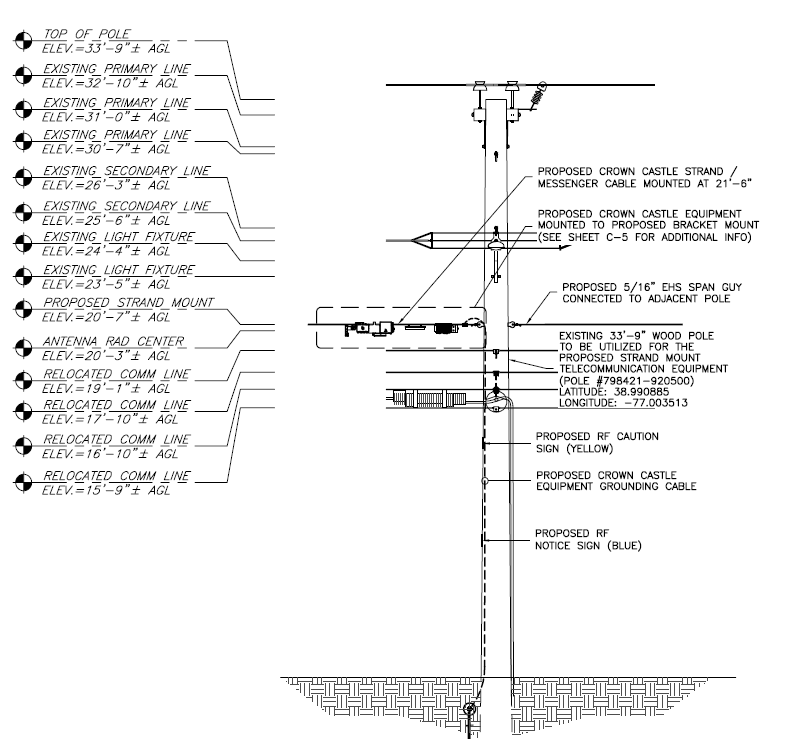 TOP OF POLE
ELEV.=33'-9"± AGL
EXISTING PRIMARY LINE
ELEV.=32'-10"± AGL
EXISTING PRIMARY LINE
ELEV.=31'-0"± AGL
EXISTING PRIMARY LINE
ELEV.=30'-7"± AGL
EXISTING SECONDARY LINE
ELEV.=26'-3"± AGL
EXISTING SECONDARY LINE
ELEV.=25'-6"± AGL
EXISTING LIGHT FIXTURE
ELEV.=24'-4"± AGL
EXISTING LIGHT FIXTURE
ELEV.=23'-5"± AGL
PROPOSED STRAND MOUNT
ELEV.=20'-7"± AGL
ANTENNA RAD CENTER
ELEV.=20'-3"± AGL
RELOCATED COMM LINE
ELEV.=19'-1"± AGL
RELOCATED COMM LINE
ELEV.=17'-10"± AGL
RELOCATED COMM LINE
ELEV.=16'-10"± AGL
RELOCATED COMM LINE
ELEV.=15'-9"± AGL
PROPOSED CROWN CASTLE STRAND /
MESSENGER CABLE MOUNTED AT 21'-6"
PROPOSED CROWN CASTLE EQUIPMENT
MOUNTED TO PROPOSED BRACKET MOUNT
(SEE SHEET C-5 FOR ADDITIONAL INFO)
PROPOSED 5/16" EHS SPAN GUY
CONNECTED TO ADJACENT POLE
EXISTING 33'-9" WOOD POLE
TO BE UTILIZED FOR THE
PROPOSED STRAND MOUNT
TELECOMMUNICATION EQUIPMENT
(POLE #798421-920500)
LATITUDE: 38.990885
LONGITUDE: -77.003513
PROPOSED RF CAUTION
SIGN (YELLOW)
PROPOSED CROWN CASTLE
EQUIPMENT GROUNDING CABLE
PROPOSED RF
NOTICE SIGN (BLUE)